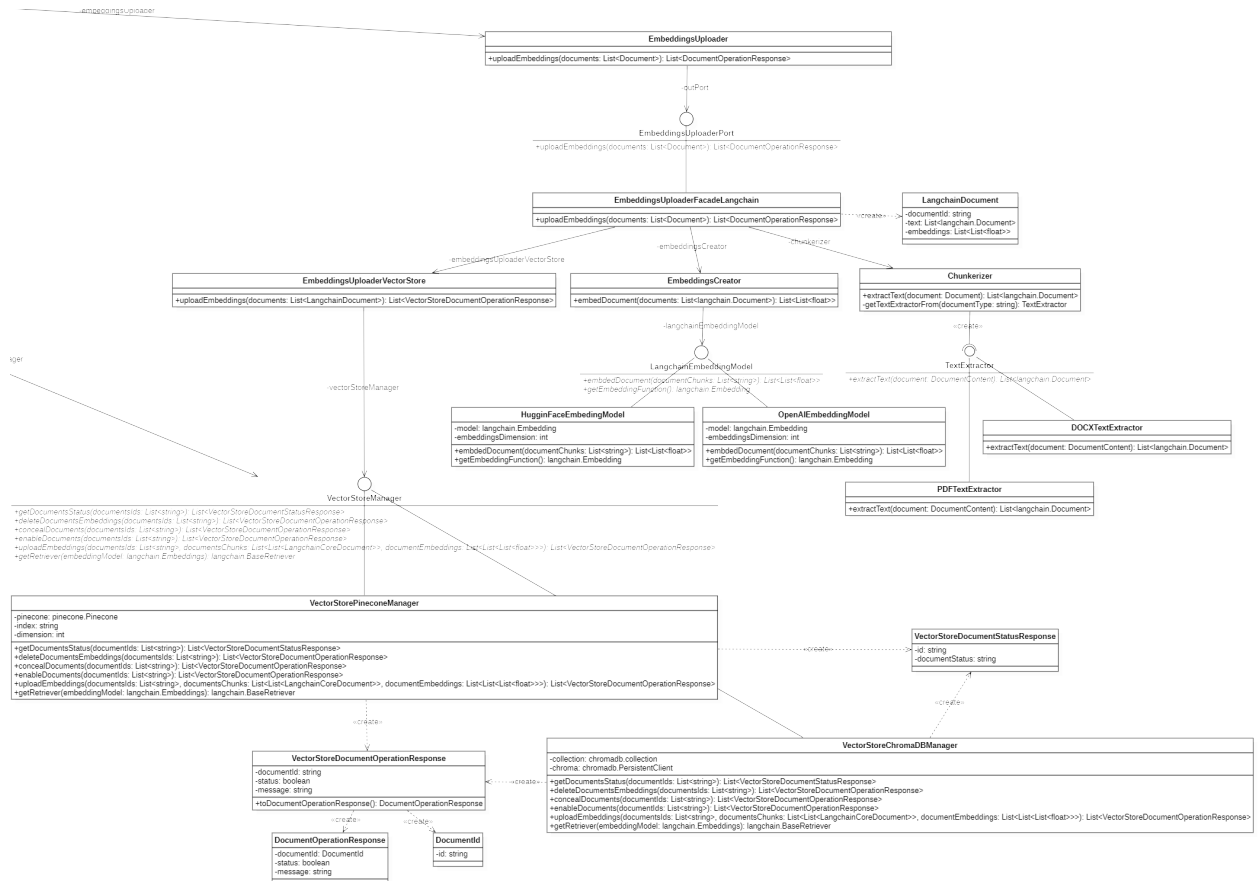 -embeddingsUploader
EmbeddingsUploader
+uploadEmbeddings(documents: List<Document>): List<DocumentOperationResponse>
-outPort
EmbeddingsUploaderPort
+uploadEmbeddings(documents: List<Document>): List<DocumentOperationResponse>
EmbeddingsUploaderFacadeLangchain
+uploadEmbeddings(documents: List<Document>): List<DocumentOperationResponse>
«create»
LangchainDocument
-documentId: string
-text: List<langchain.Document>
-embeddings: List<List<float>>
-embeddingsUploaderVectorStore
-embeddingsCreator
-chunkerizer
EmbeddingsUploaderVectorStore
+uploadEmbeddings(documents: List<LangchainDocument>): List<VectorStoreDocumentOperationResponse>
EmbeddingsCreator
+embedDocument(documents: List<langchain.Document>): List<List<float>>
Chunkerizer
+extractText(document: Document): List<langchain.Document>
-getTextExtractorFrom(documentType: string): TextExtractor
-langchainEmbeddingModel
«create»
ager
LangchainEmbeddingModel
+embdedDocument(documentChunks: List<string>): List<List<float>>
+getEmbeddingFunction(): langchain.Embedding
TextExtractor
+extractText(document: DocumentContent): List<langchain.Document>
-vectorStoreManager
HugginFaceEmbedingModel
-model: langchain.Embedding
-embeddingsDimension: int
+embdedDocument(documentChunks: List<string>): List<List<float>>
+getEmbeddingFunction(): langchain.Embedding
OpenAIEmbeddingModel
-model: langchain.Embedding
-embeddingsDimension: int
+embdedDocument(documentChunks: List<string>): List<List<float>>
+getEmbeddingFunction(): langchain.Embedding
DOCXTextExtractor
+extractText(document: DocumentContent): List<langchain.Document>
PDFTextExtractor
+extractText(document: DocumentContent): List<langchain.Document>
VectorStoreManager
+getDocumentsStatus(documentsIds: List<string>): List<VectorStoreDocumentStatusResponse>
+deleteDocumentsEmbeddings(documentsIds: List<string>): List<VectorStoreDocumentOperationResponse>
+concealDocuments(documentsIds: List<string>): List<VectorStoreDocumentOperationResponse>
+enableDocuments(documentsIds: List<string>): List<VectorStoreDocumentOperationResponse>
+uploadEmbeddings(documentsIds: List<string>, documentsChunks: List<List<LangchainCoreDocument>>, documentEmbeddings: List<List<List<float>>>): List<VectorStoreDocumentOperationResponse>
+getRetriever(embeddingModel: langchain.Embeddings): langchain.BaseRetriever
VectorStorePineconeManager
-pinecone: pinecone.Pinecone
-index: string
-dimension: int
+getDocumentsStatus(documentIds: List<string>): List<VectorStoreDocumentStatusResponse>
+deleteDocumentsEmbeddings(documentsIds: List<string>): List<VectorStoreDocumentOperationResponse>
+concealDocuments(documentIds: List<string>): List<VectorStoreDocumentOperationResponse>
+enableDocuments(documentIds: List<string>): List<VectorStoreDocumentOperationResponse>
+uploadEmbeddings(documentsIds: List<string>, documentsChunks: List<List<LangchainCoreDocument>>, documentEmbeddings: List<List<List<float>>>): List<VectorStoreDocumentOperationResponse>
+getRetriever(embeddingModel: langchain.Embeddings): langchain.BaseRetriever
«create»
VectorStoreDocumentStatusResponse
-id: string
-documentStatus: string
«create»
«create»
VectorStoreDocumentOperationResponse
-documentId: string
-status: boolean
-message: string
+toDocumentOperationResponse(): DocumentOperationResponse
«create»
VectorStoreChromaDBManager
-collection: chromadb.collection
-chroma: chromadb.PersistentClient
+getDocumentsStatus(documentIds: List<string>): List<VectorStoreDocumentStatusResponse>
+deleteDocumentsEmbeddings(documentsIds: List<string>): List<VectorStoreDocumentOperationResponse>
+concealDocuments(documentIds: List<string>): List<VectorStoreDocumentOperationResponse>
+enableDocuments(documentIds: List<string>): List<VectorStoreDocumentOperationResponse>
+uploadEmbeddings(documentsIds: List<string>, documentsChunks: List<List<LangchainCoreDocument>>, documentEmbeddings: List<List<List<float>>>): List<VectorStoreDocumentOperationResponse>
+getRetriever(embeddingModel: langchain.Embeddings): langchain.BaseRetriever
«create»
«create»
DocumentOperationResponse
-documentId: DocumentId
-status: boolean
-message: string
DocumentId
-id: string